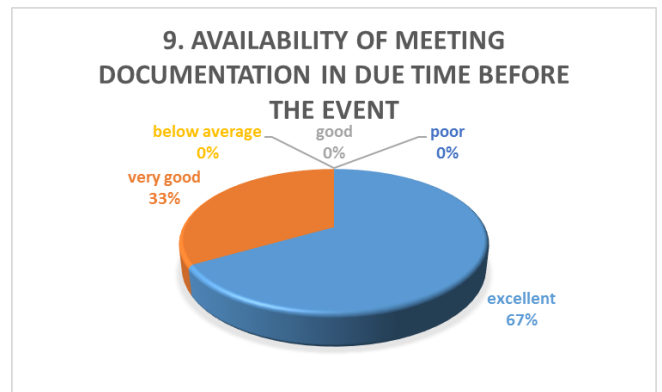 9. AVAILABILITY OF MEETING
DOCUMENTATION IN DUE TIME BEFORE
THE EVENT
below average
0%
good
0%
poor
0%
very good
33%
excellent
67%